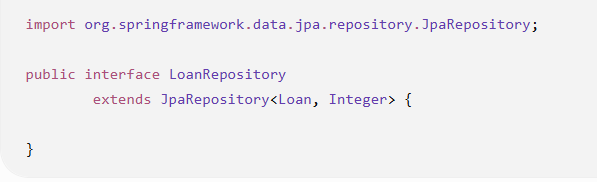 import org.springframework.data.jpa.repository.JpaRepository;
public interface LoanRepository
extends JpaRepository<Loan, Integer> {
}